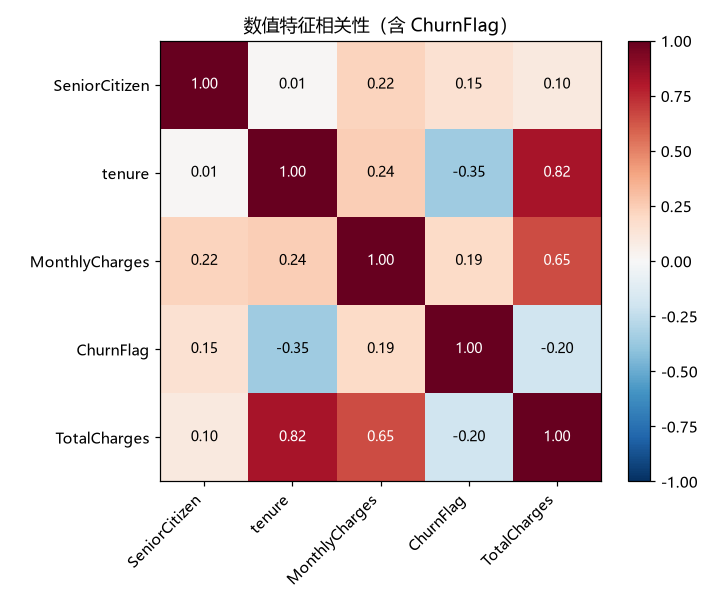 数值特征相关性（含 ChurnFlag）
SeniorCitizen 1.00 0.01 0.22 0.15 0.10
tenure 0.01 1.00 0.24 -0.35 0.82
MonthlyCharges 0.22 0.24 1.00 0.19 0.65
ChurnFlag 0.15 -0.35 0.19 1.00 -0.20
TotalCharges 0.10 0.82 0.65 -0.20 1.00
SeniorCitizen
tenure
MonthlyCharges
ChurnFlag
TotalCharges
1.00
0.75
0.50
0.25
0.00
-0.25
-0.50
-0.75
-1.00